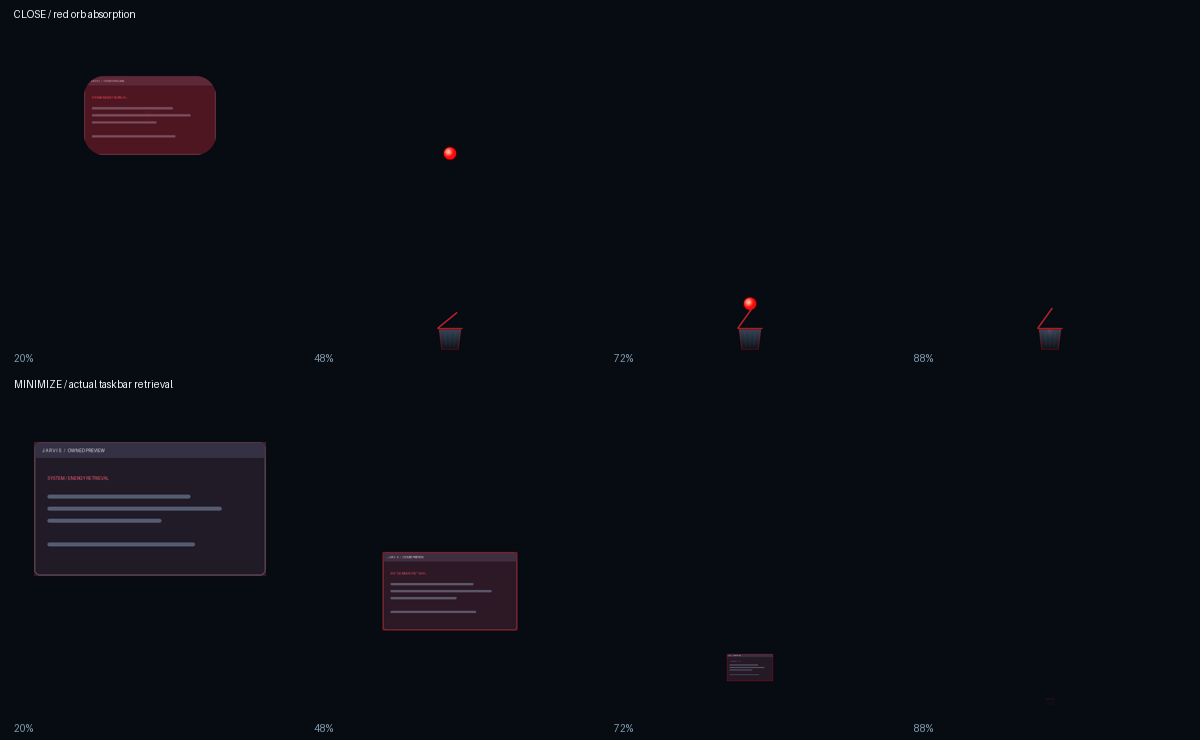 CLOSE / red orb absorption
20%
48%
72%
88%
MINIMIZE / actual taskbar retrieval
JARVIS / OWNED PREVIEW
SYSTEM / ENERGY RETRIEVAL
20%
48%
72%
88%